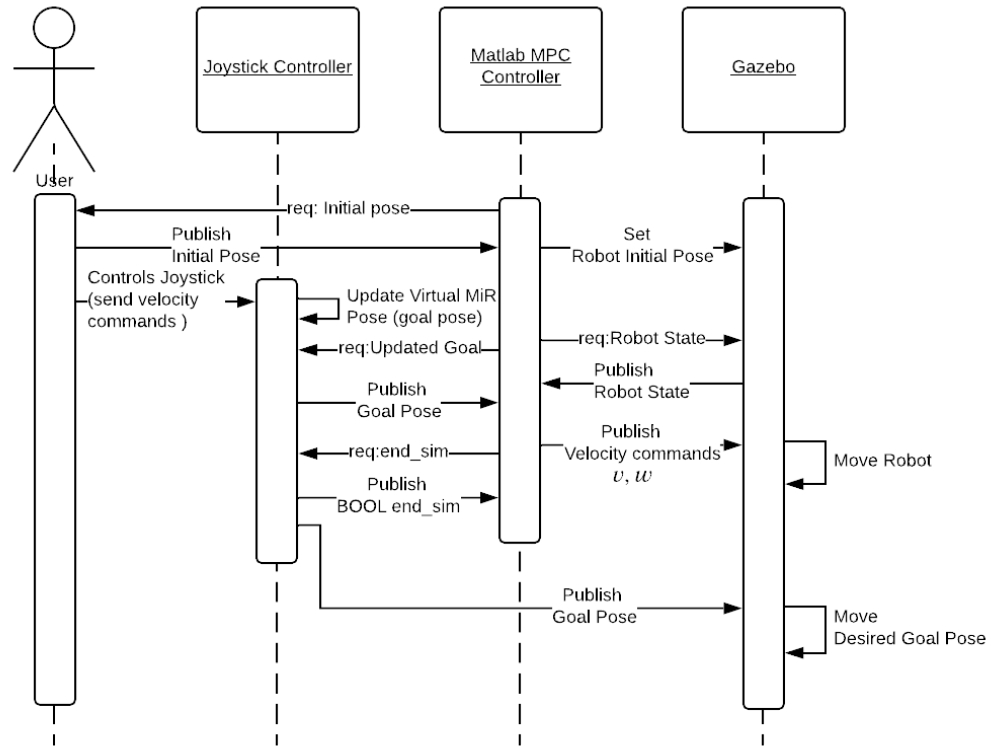 Joystick Controller
Matlab MPC
Controller
Gazebo
User
req: Initial pose
Publish
Initial Pose
Set
Robot Initial Pose
Controls Joystick
(send velocity
commands )
Update Virtual MiR
Pose (goal pose)
req:Updated Goal
req:Robot State
Publish
Robot State
Publish
Goal Pose
req:end_sim
Publish
Velocity commands
v, w
Move Robot
Publish
BOOL end_sim
Publish
Goal Pose
Move
Desired Goal Pose